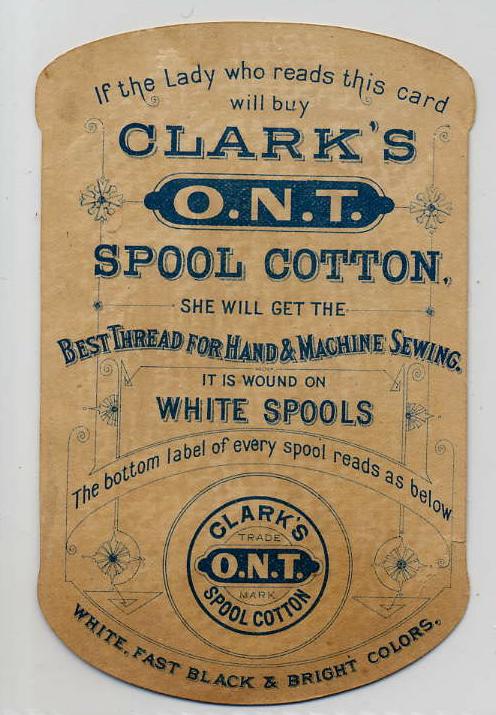 If the Lady who reads this card
will buy
CLARK'S
O.N.T.
SPOOL COTTON,
SHE WILL GET THE
BEST THREAD FOR HAND & MACHINE SEWING.
IT IS WOUND ON
WHITE SPOOLS
The bottom label of every spool reads as below
CLARK'S
TRADE
O.N.T.
MARK
SPOOL COTTON
WHITE, FAST BLACK & BRIGHT COLORS.